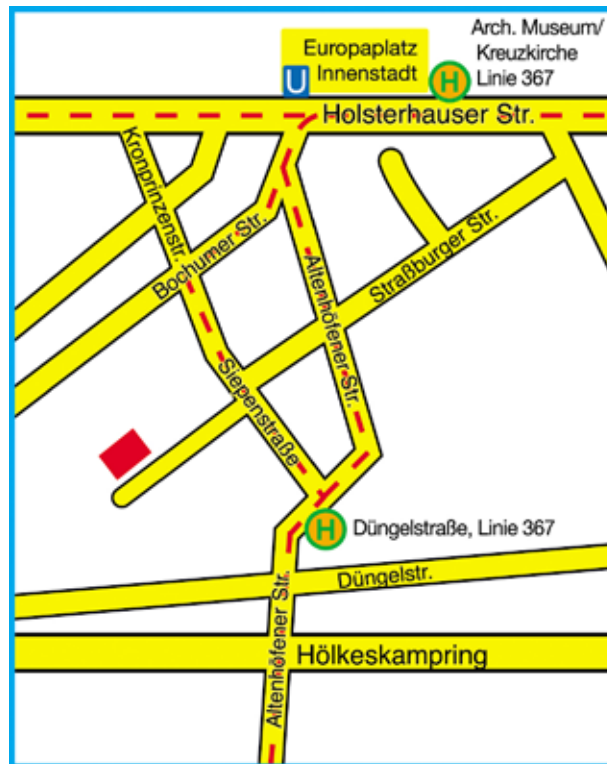 Arch. Museum/
Kreuzkirche
Linie 367
Europaplatz
Innenstadt
U
H
Holsterhauser Str.
Kronprinzenstr.
Bochumer Str.
Straßburger Str.
Altenhöfener Str.
Siepenstraße
H
Düngelstraße, Linie 367
Düngelstr.
Altenhöfener Str.
Hölkeskampring